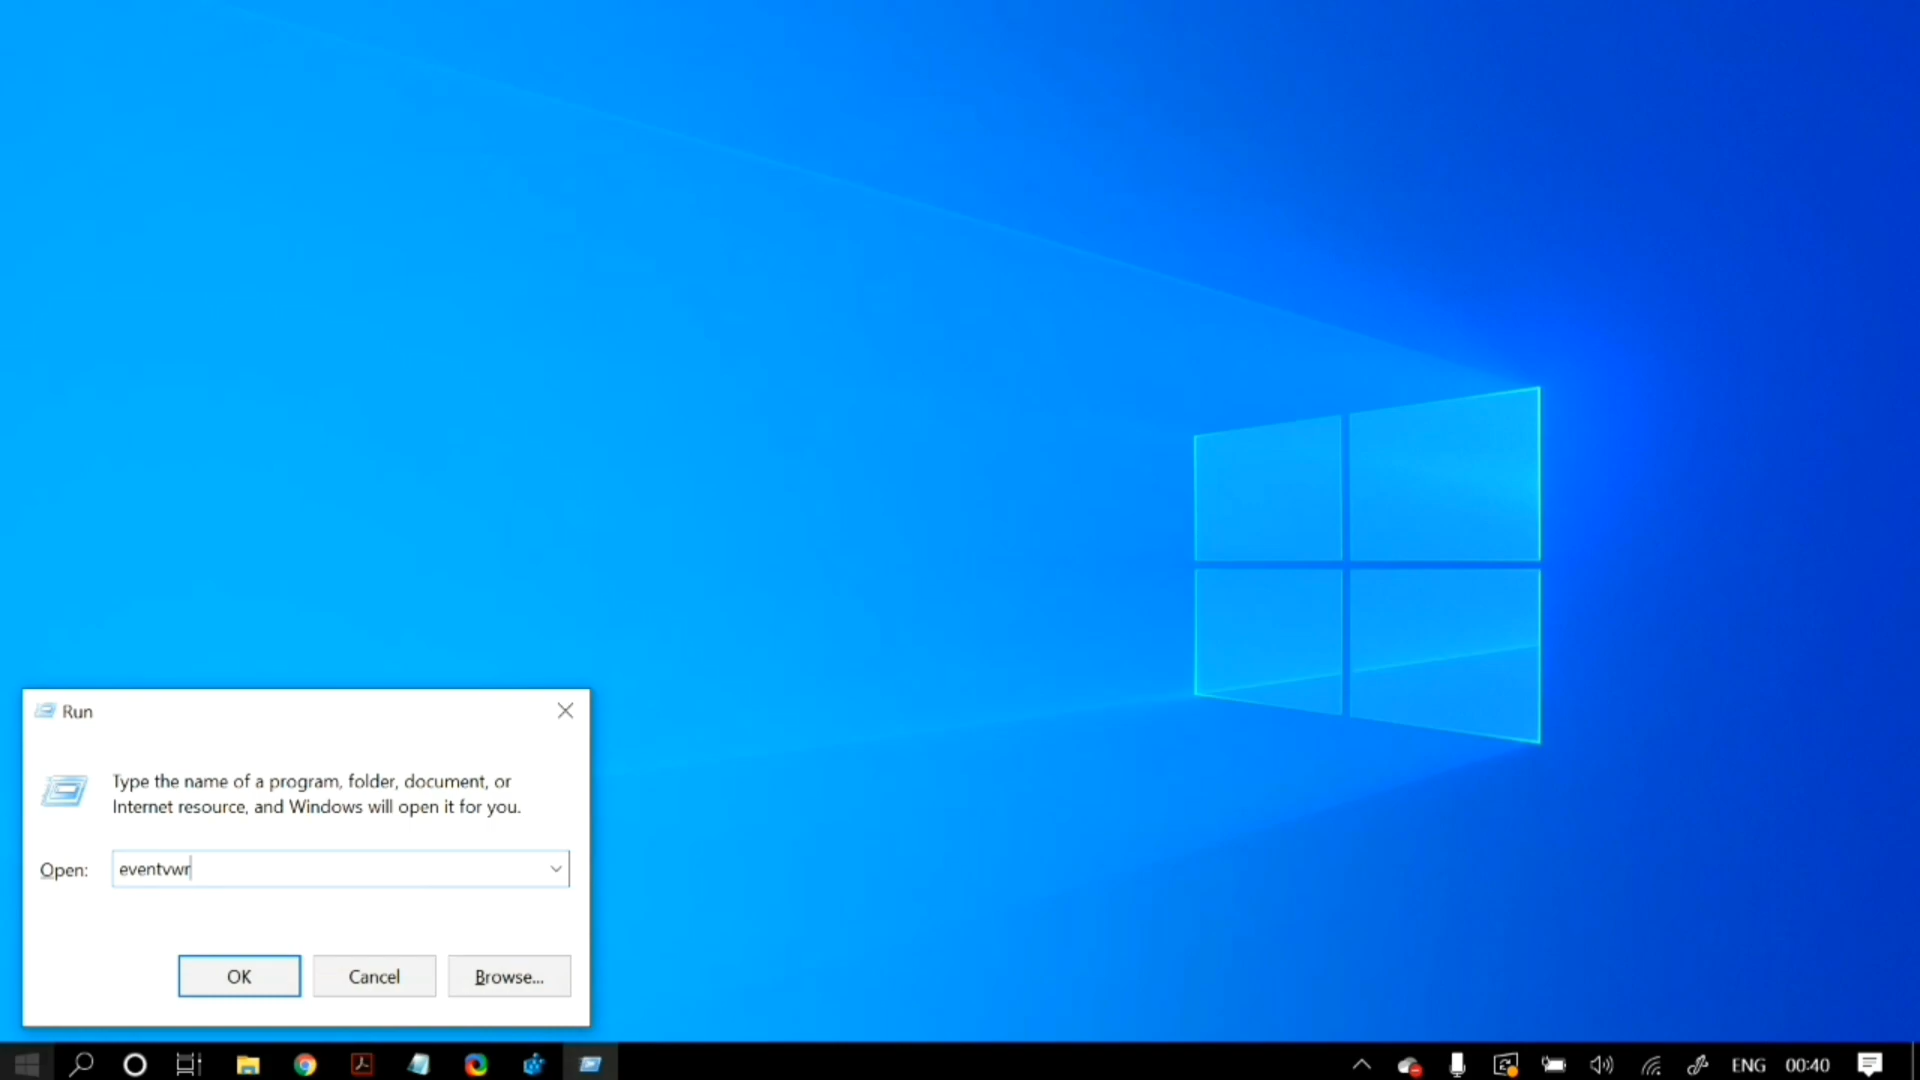 Run
Type the name of a program, folder, document, or
Internet resource, and Windows will open it for you.
Open:
eventvwr
OK
Cancel
Browse...
ENG
00:40